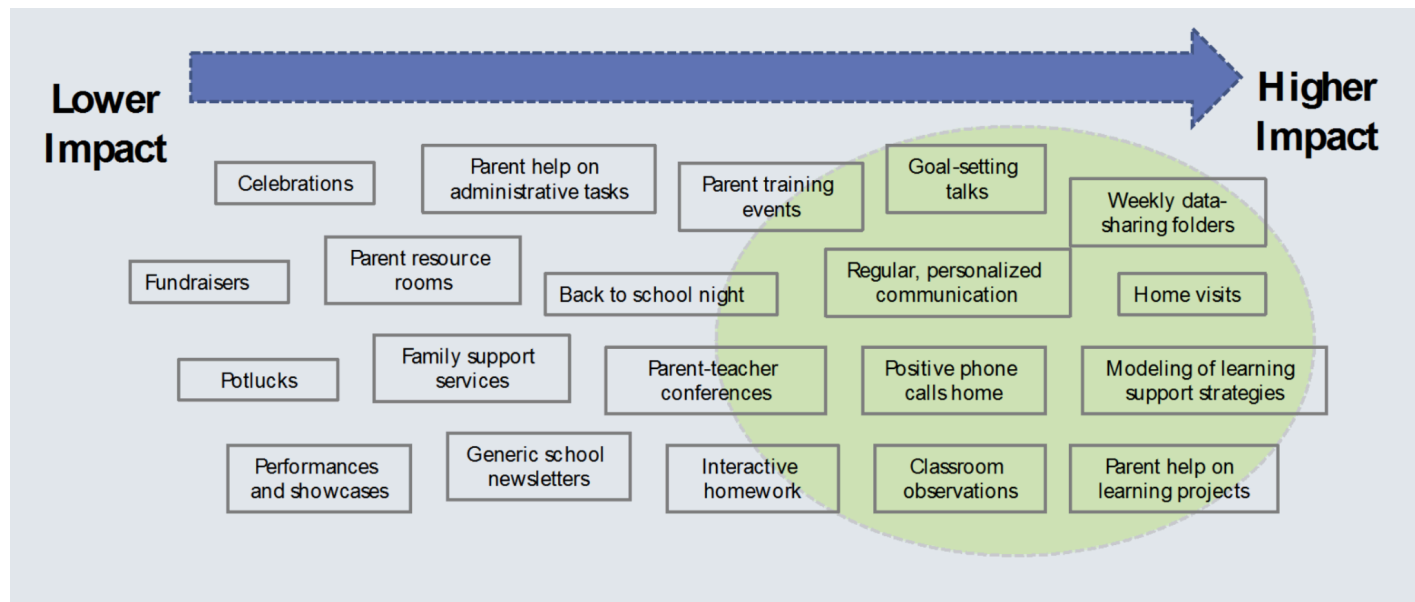 Lower
Impact
Higher
Impact
Celebrations
Parent help on
administrative tasks
Parent training
events
Goal-setting
talks
Weekly data-
sharing folders
Fundraisers
Parent resource
rooms
Back to school night
Regular, personalized
communication
Home visits
Potlucks
Family support
services
Parent-teacher
conferences
Positive phone
calls home
Modeling of learning
support strategies
Performances
and showcases
Generic school
newsletters
Interactive
homework
Classroom
observations
Parent help on
learning projects